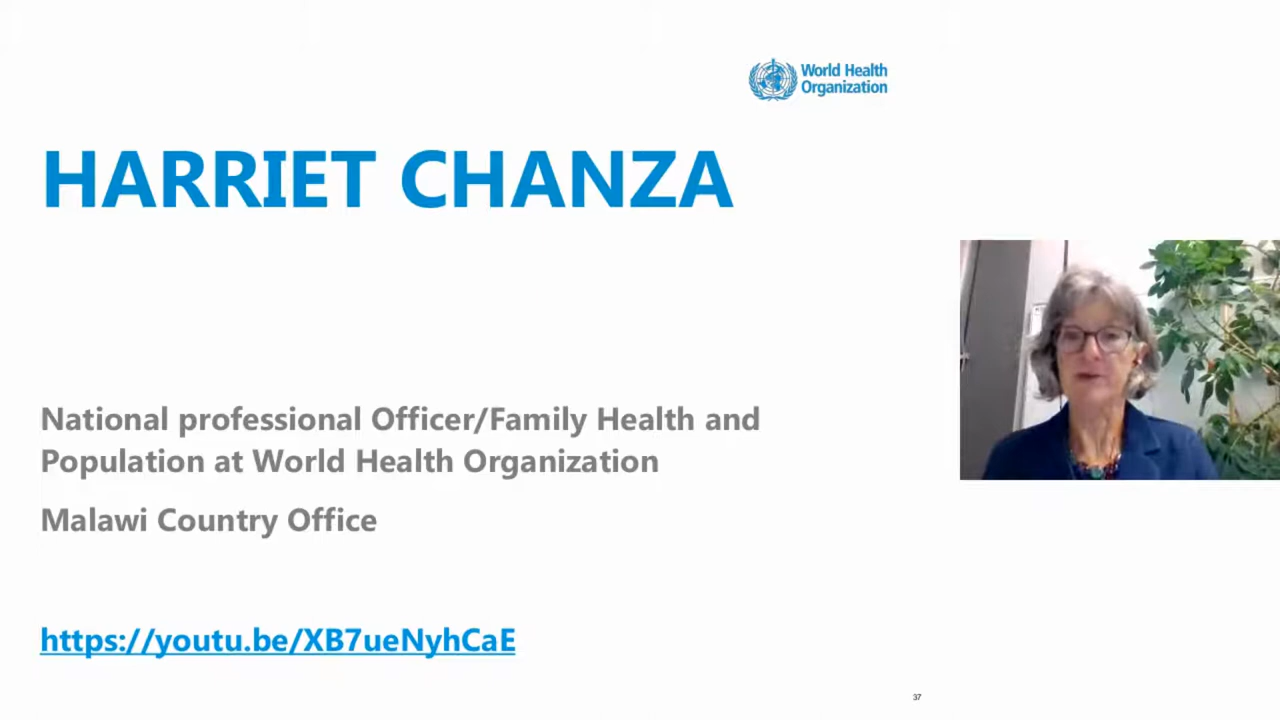 World Health
Organization
HARRIET CHANZA
National professional Officer/Family Health and
Population at World Health Organization
Malawi Country Office
https://youtu.be/XB7ueNyhCaE
37